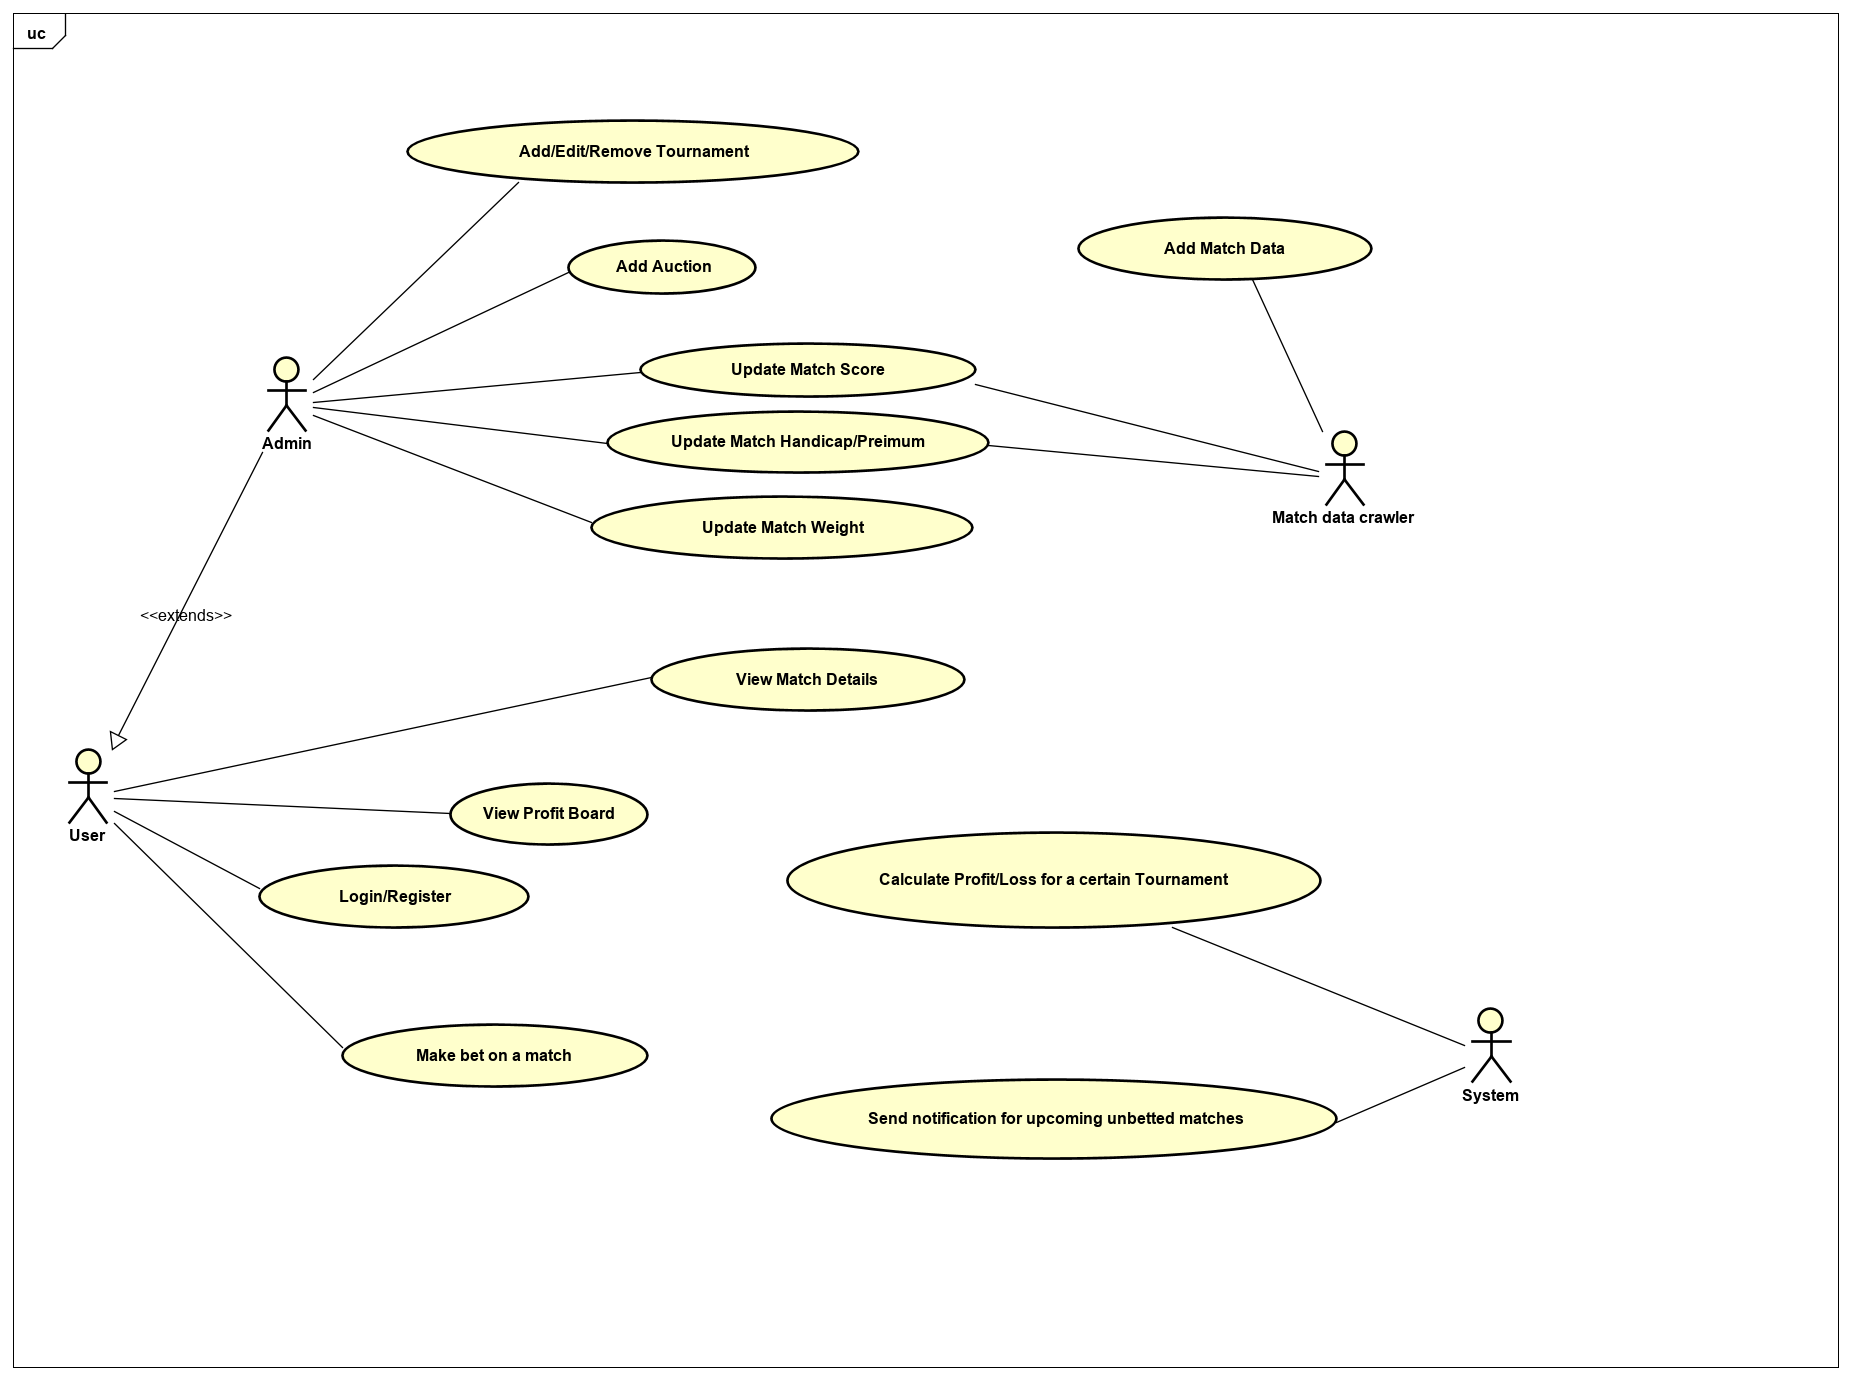 uc
Add/Edit/Remove Tournament
Add Match Data
Add Auction
Update Match Score
Admin
Update Match Handicap/Preimum
Match data crawler
Update Match Weight
<<extends>>
View Match Details
User
View Profit Board
Calculate Profit/Loss for a certain Tournament
Login/Register
Make bet on a match
System
Send notification for upcoming unbetted matches